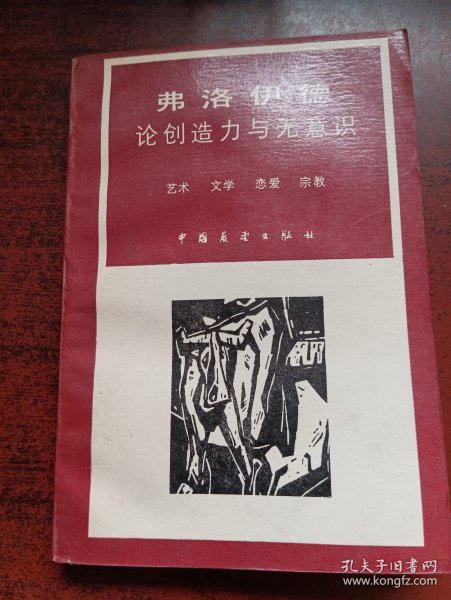 弗洛伊德
论创造力与无意识
艺术 文学 恋爱 宗教
中国展望出版社
孔夫子旧书网
www.kongfz.com